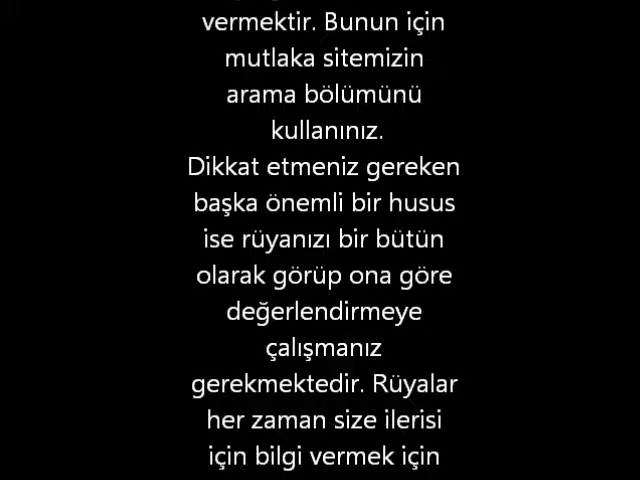 vermektir. Bunun için
mutlaka sitemizin
arama bölümünü
kullanınız.
Dikkat etmeniz gereken
başka önemli bir husus
ise rüyanızı bir bütün
olarak görüp ona göre
değerlendirmeye
çalışmanız
gerekmektedir. Rüyalar
her zaman size ilerisi
için bilgi vermek için